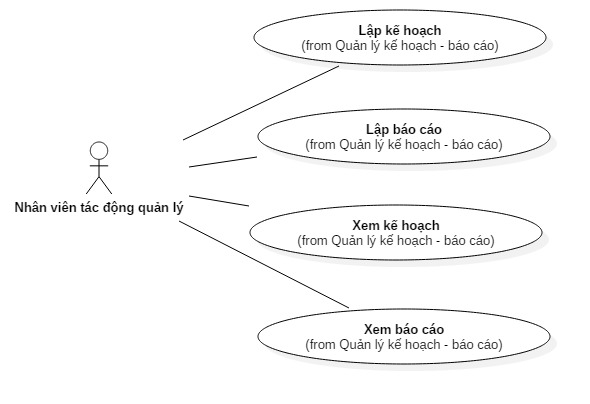 Lập kế hoạch
(from Quản lý kế hoạch - báo cáo)
Lập báo cáo
(from Quản lý kế hoạch - báo cáo)
Nhân viên tác động quản lý
Xem kế hoạch
(from Quản lý kế hoạch - báo cáo)
Xem báo cáo
(from Quản lý kế hoạch - báo cáo)